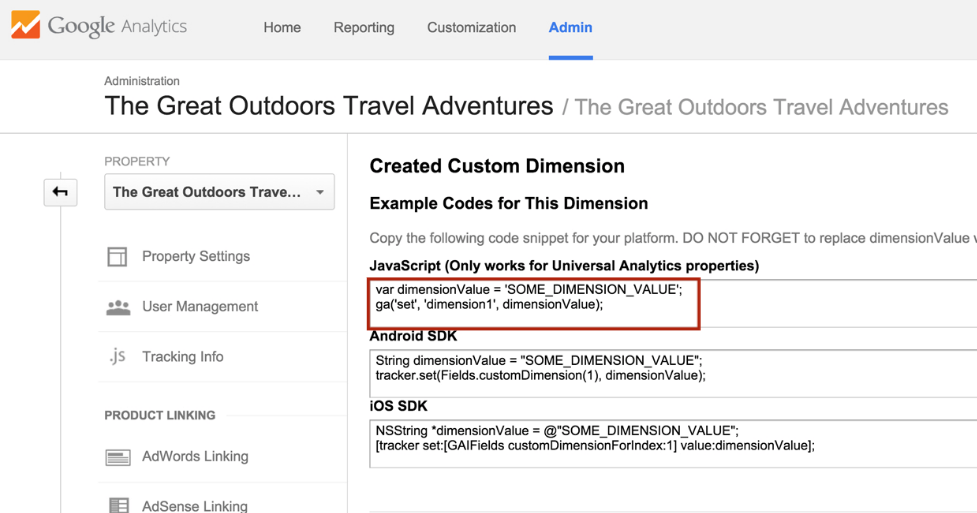 Google Analytics
Home Reporting Customization Admin
Administration
The Great Outdoors Travel Adventures / The Great Outdoors Travel Adventures
PROPERTY
The Great Outdoors Trave...
Property Settings
User Management
.js Tracking Info
PRODUCT LINKING
AdWords Linking
AdSense Linking
Created Custom Dimension
Example Codes for This Dimension
Copy the following code snippet for your platform. DO NOT FORGET to replace dimensionValue
JavaScript (Only works for Universal Analytics properties)
var dimensionValue = 'SOME_DIMENSION_VALUE';
ga('set', 'dimension1', dimensionValue);
Android SDK
String dimensionValue = "SOME_DIMENSION_VALUE";
tracker.set(Fields.customDimension(1), dimensionValue);
iOS SDK
NSString *dimensionValue = @"SOME_DIMENSION_VALUE";
[tracker set:[GAIFields customDimensionForIndex:1] value:dimensionValue];